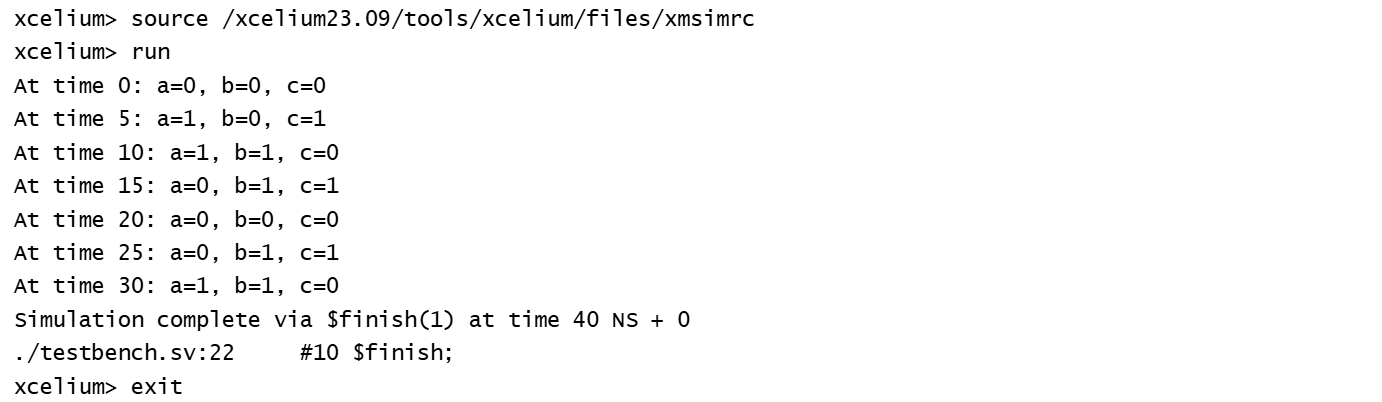 xcelium> source /xcelium23.09/tools/xcelium/files/xmsimrc
xcelium> run
At time 0: a=0, b=0, c=0
At time 5: a=1, b=0, c=1
At time 10: a=1, b=1, c=0
At time 15: a=0, b=1, c=1
At time 20: a=0, b=0, c=0
At time 25: a=0, b=1, c=1
At time 30: a=1, b=1, c=0
Simulation complete via $finish(1) at time 40 NS + 0
./testbench.sv:22     #10 $finish;
xcelium> exit